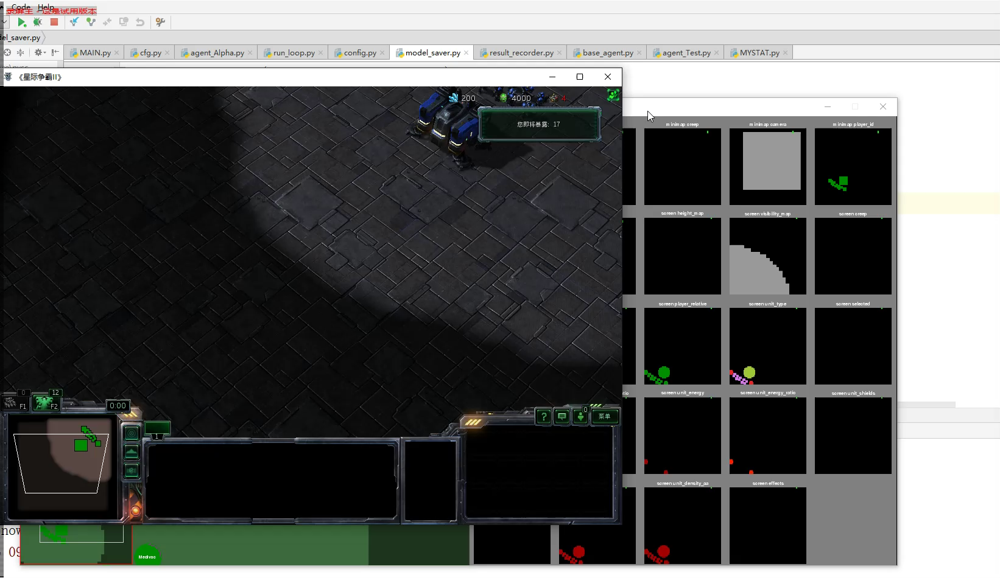 Code Help
录屏王 - 这是试用版本
el_saver.py
MAIN.py cfg.py agent_Alpha.py run_loop.py config.py model_saver.py result_recorder.py base_agent.py agent_Test.py MYSTAT.py
《星际争霸II》
200 4000 4
您即将暴露: 17
minimap creep minimap camera minimap player_id
screen height_map screen visibility_map screen creep
screen player_relative screen unit_type screen selected
tio screen unit_energy screen unit_energy_ratio screen unit_shields
screen unit_density_aa screen effects
0 12
F1 F2 0:00
0
? 菜单
1
now
09
Medivac